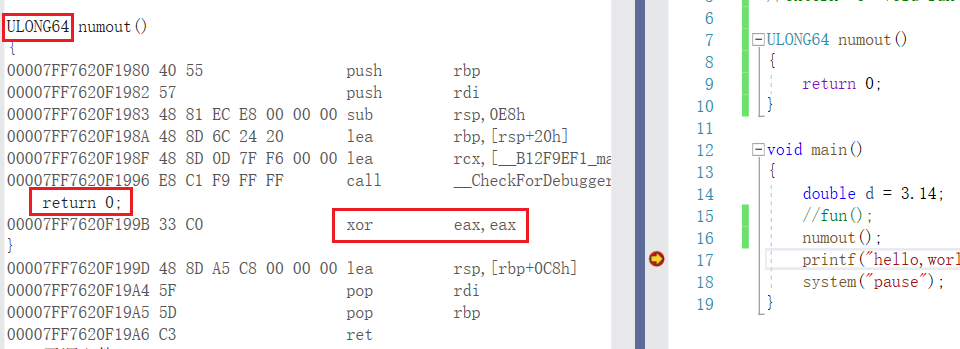 ULONG64 numout()
{
00007FF7620F1980 40 55 push rbp
00007FF7620F1982 57 push rdi
00007FF7620F1983 48 81 EC E8 00 00 00 sub rsp,0E8h
00007FF7620F198A 48 8D 6C 24 20 lea rbp,[rsp+20h]
00007FF7620F198F 48 8D 0D 7F F6 00 00 lea rcx,[__B12F9EF1_ma
00007FF7620F1996 E8 C1 F9 FF FF call __CheckForDebugger
return 0;
00007FF7620F199B 33 C0 xor eax,eax
}
00007FF7620F199D 48 8D A5 C8 00 00 00 lea rsp,[rbp+0C8h]
00007FF7620F19A4 5F pop rdi
00007FF7620F19A5 5D pop rbp
00007FF7620F19A6 C3 ret
6
7 ULONG64 numout()
8 {
9 return 0;
10 }
11
12 void main()
13 {
14 double d = 3.14;
15 //fun();
16 numout();
17 printf("hello,worl
18 system("pause");
19 }